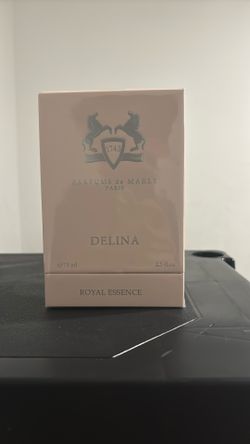 1743
PARFUMS de MARLY
PARIS
DELINA
75 ml
2.5 fl.oz
ROYAL ESSENCE